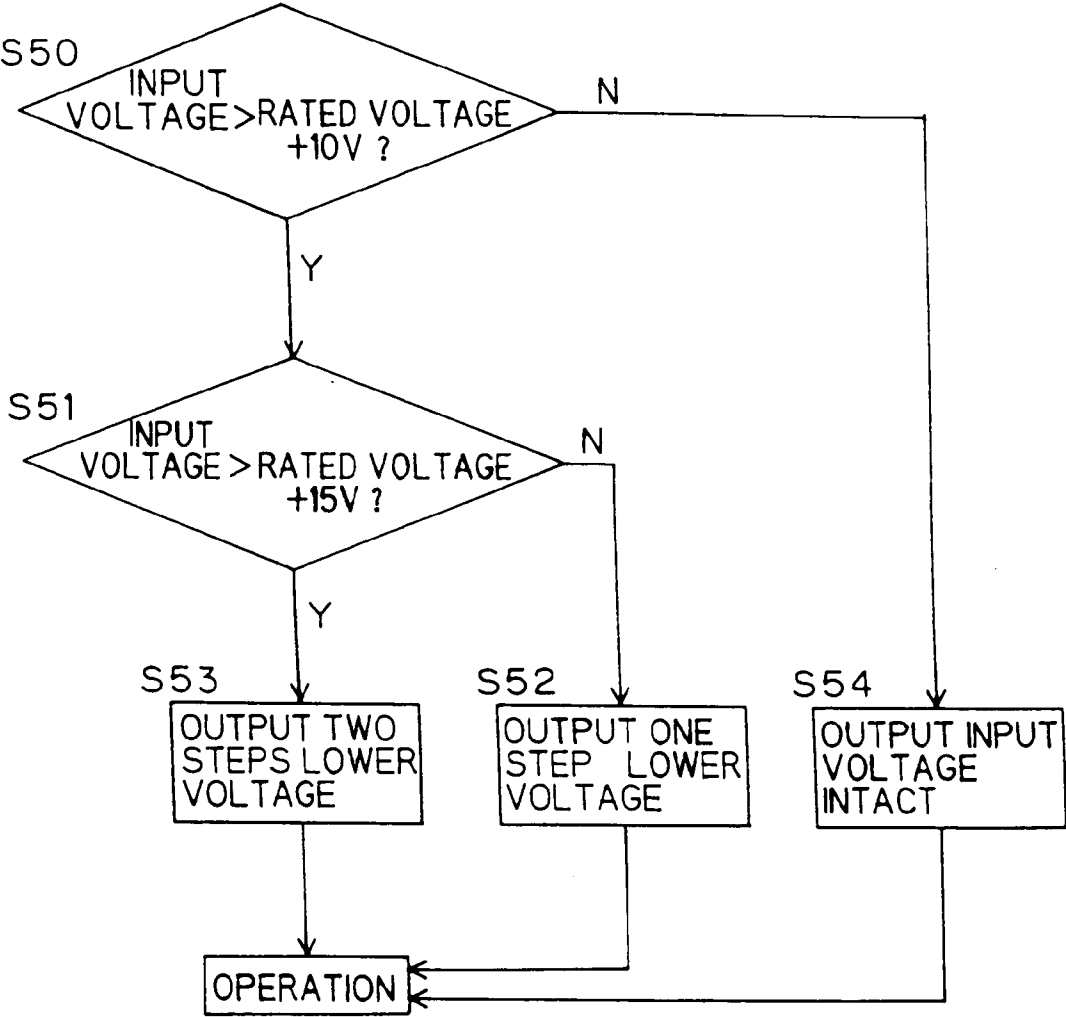 S50
INPUT
VOLTAGE>RATED VOLTAGE
+10V ?
N
Y
S51
INPUT
VOLTAGE>RATED VOLTAGE
+15V ?
N
Y
S53
OUTPUT TWO
STEPS LOWER
VOLTAGE
S52
OUTPUT ONE
STEP LOWER
VOLTAGE
S54
OUTPUT INPUT
VOLTAGE
INTACT
OPERATION